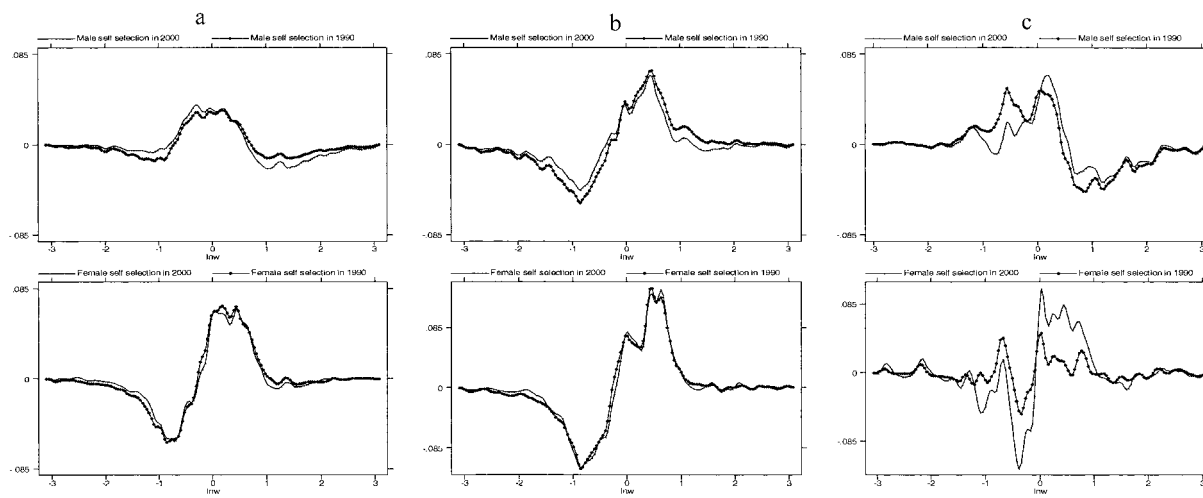 a
b
c
Male self selection in 2000
Male self selection in 1990
Male self selection in 2000
Male self selection in 1990
Male self selection in 2000
Male self selection in 1990
.085
0
-.085
-3 -2 -1 0 1 2 3
lnw
.085
0
-.085
-3 -2 -1 0 1 2 3
lnw
.085
0
-.085
-3 -2 -1 0 1 2 3
lnw
Female self selection in 2000
Female self selection in 1990
Female self selection in 2000
Female self selection in 1990
Female self selection in 2000
Female self selection in 1990
.085
0
-.085
-3 -2 -1 0 1 2 3
lnw
.085
0
-.085
-3 -2 -1 0 1 2 3
lnw
.085
0
-.085
-3 -2 -1 0 1 2 3
lnw